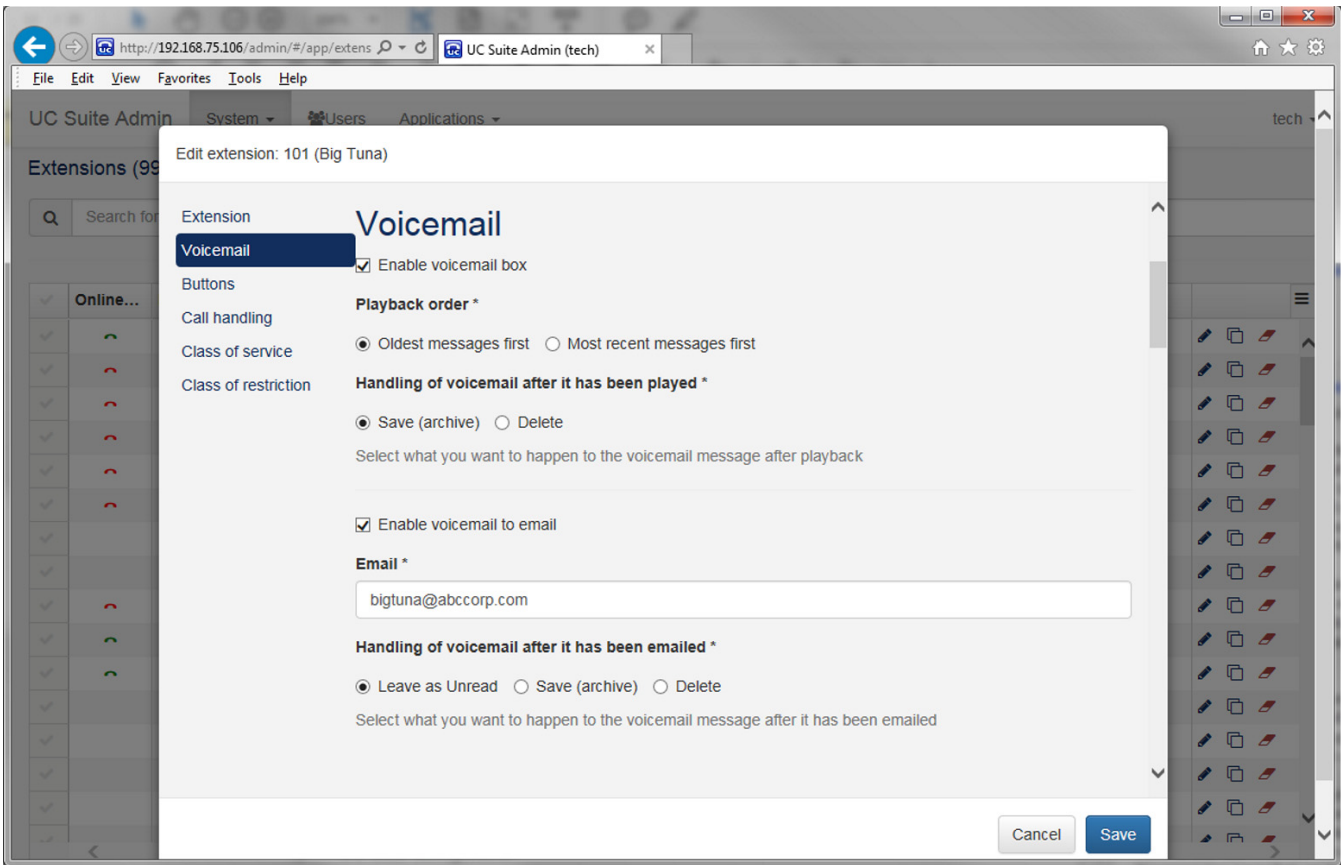 http://192.168.75.106/admin/#/app/extens
UC Suite Admin (tech)
File Edit View Favorites Tools Help
UC Suite Admin System Users Applications tech
Edit extension: 101 (Big Tuna)
Extensions (99
Search for
Extension
Voicemail
Buttons
Call handling
Class of service
Class of restriction
Voicemail
Enable voicemail box
Playback order *
Oldest messages first Most recent messages first
Handling of voicemail after it has been played *
Save (archive) Delete
Select what you want to happen to the voicemail message after playback
Enable voicemail to email
Email *
bigtuna@abccorp.com
Handling of voicemail after it has been emailed *
Leave as Unread Save (archive) Delete
Select what you want to happen to the voicemail message after it has been emailed
Online...
Cancel Save